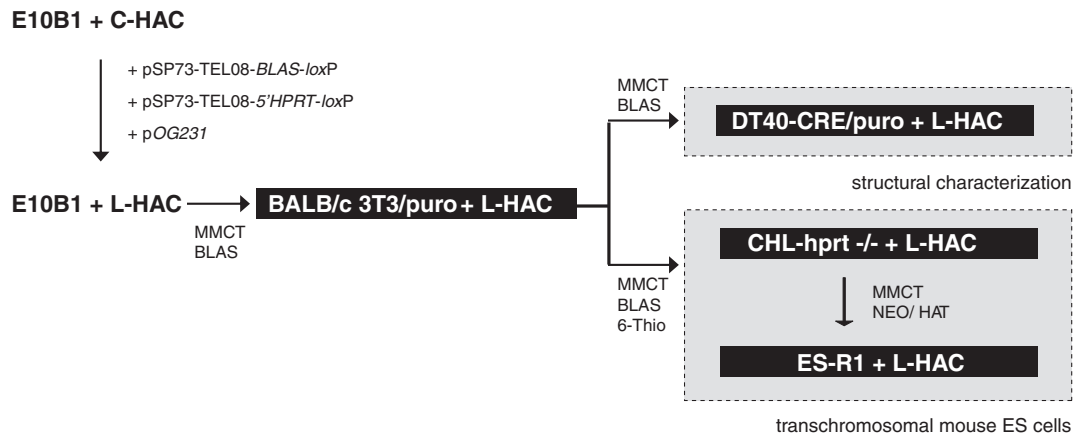 E10B1 + C-HAC
+ pSP73-TEL08-BLAS-loxP
+ pSP73-TEL08-5'HPRT-loxP
+ pOG231
E10B1 + L-HAC
MMCT
BLAS
BALB/c 3T3/puro + L-HAC
MMCT
BLAS
DT40-CRE/puro + L-HAC
structural characterization
MMCT
BLAS
6-Thio
CHL-hprt -/- + L-HAC
MMCT
NEO/ HAT
ES-R1 + L-HAC
transchromosomal mouse ES cells